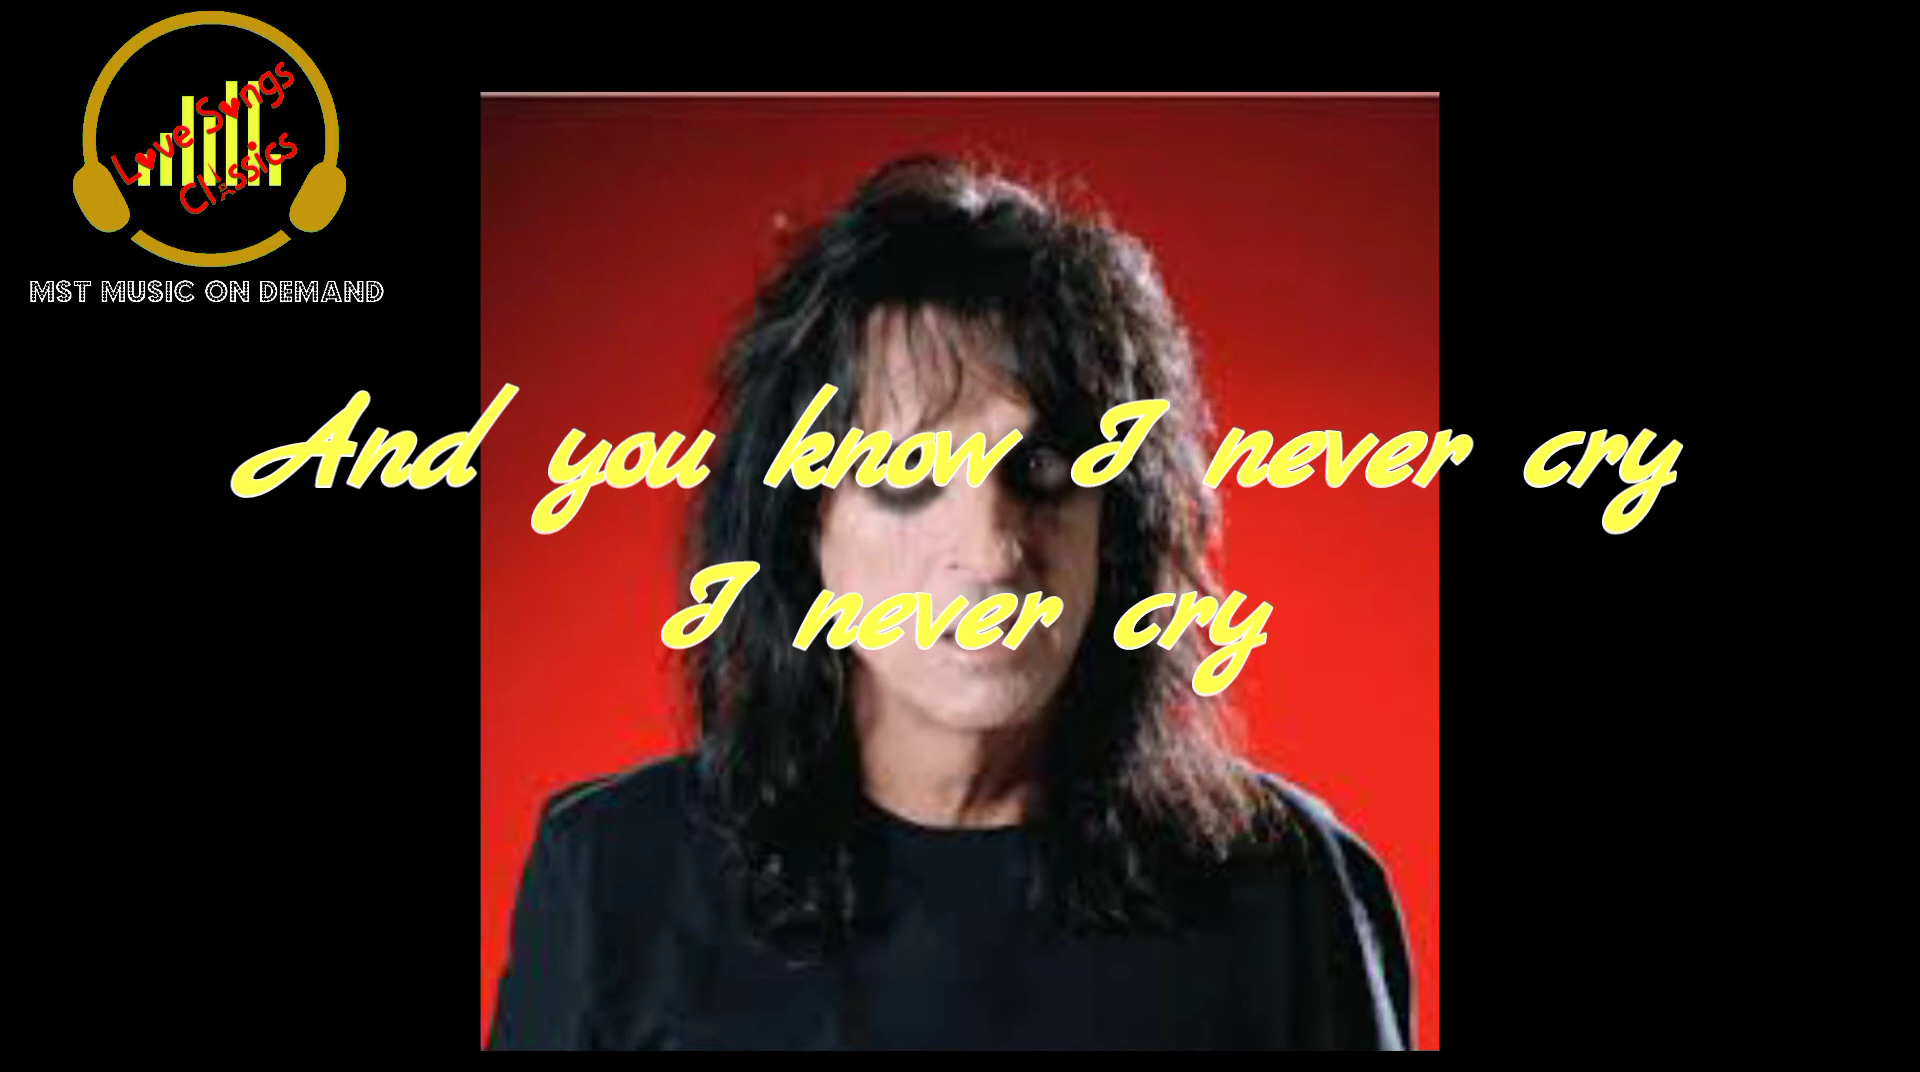 Love Songs
Classics
MST MUSIC ON DEMAND
And you know I never cry
I never cry